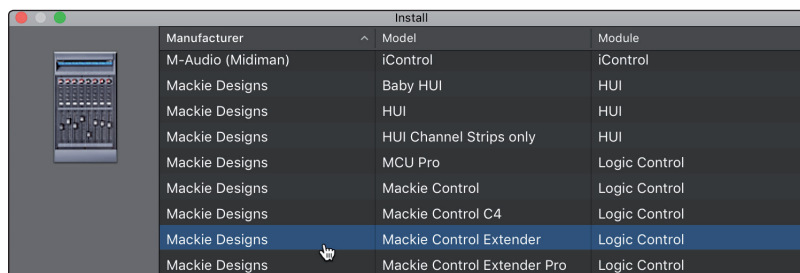 Install
Manufacturer Model Module
M-Audio (Midiman) iControl iControl
Mackie Designs Baby HUI HUI
Mackie Designs HUI HUI
Mackie Designs HUI Channel Strips only HUI
Mackie Designs MCU Pro Logic Control
Mackie Designs Mackie Control Logic Control
Mackie Designs Mackie Control C4 Logic Control
Mackie Designs Mackie Control Extender Logic Control
Mackie Designs Mackie Control Extender Pro Logic Control